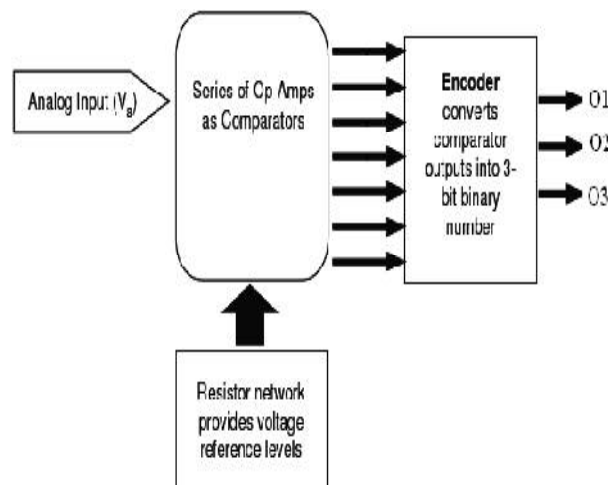 Analog Input (Va)
Series of Op Amps
as Comparators
Encoder
converts
comparator
outputs into 3-
bit binary
number
O1
O2
O3
Resistor network
provides voltage
reference levels